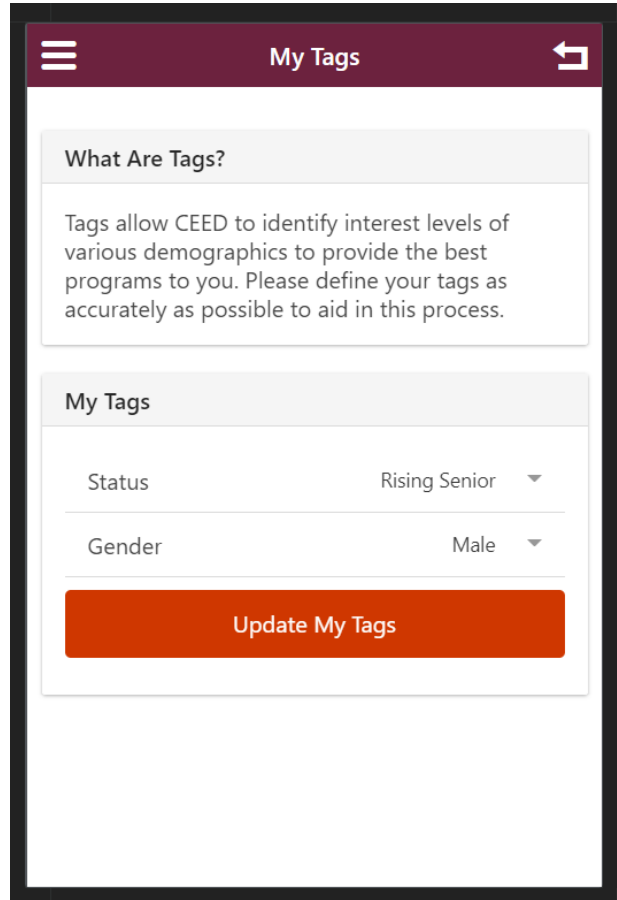 My Tags
What Are Tags?
Tags allow CEED to identify interest levels of
various demographics to provide the best
programs to you. Please define your tags as
accurately as possible to aid in this process.
My Tags
Status Rising Senior
Gender Male
Update My Tags